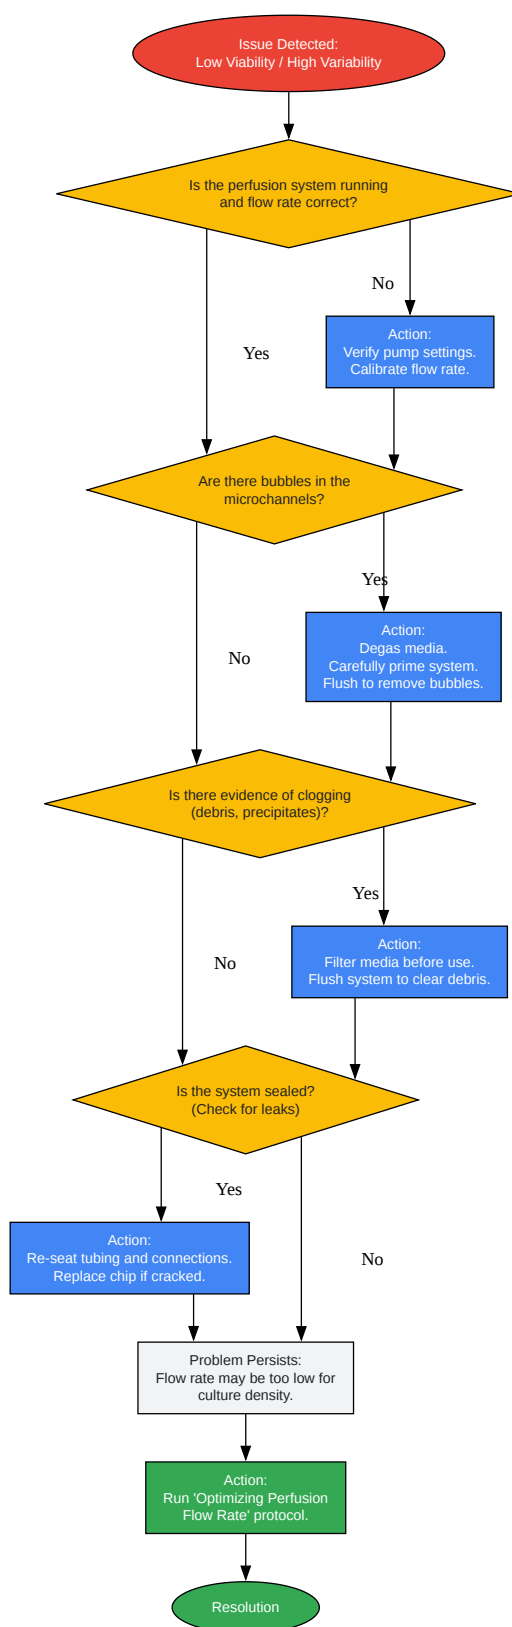 Issue Detected:
Low Viability / High Variability
Is the perfusion system running
and flow rate correct?
No
Action:
Verify pump settings.
Calibrate flow rate.
Yes
Are there bubbles in the
microchannels?
Yes
Action:
Degas media.
Carefully prime system.
Flush to remove bubbles.
No
Is there evidence of clogging
(debris, precipitates)?
Yes
Action:
Filter media before use.
Flush system to clear debris.
No
Is the system sealed?
(Check for leaks)
Yes
Action:
Re-seat tubing and connections.
Replace chip if cracked.
No
Problem Persists:
Flow rate may be too low for
culture density.
Action:
Run 'Optimizing Perfusion
Flow Rate' protocol.
Resolution